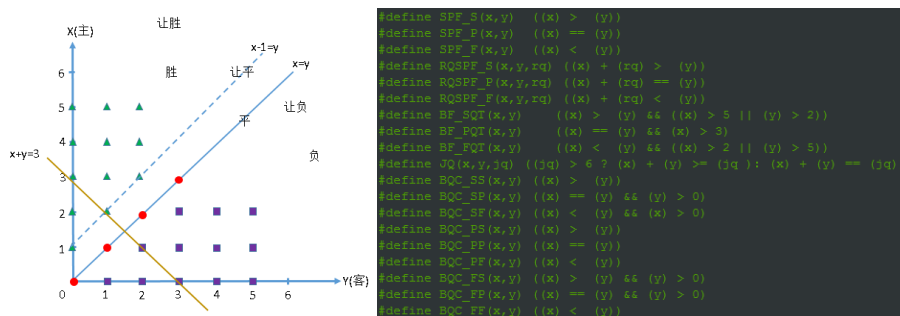 让胜
X(主)
x-1=y
胜
让平
x=y
6
5
让负
平
4
x+y=3
负
3
2
1
0
1
2
3
4
5
6
Y(客)
#define SPF_S(x,y)  ((x) >  (y))
#define SPF_P(x,y)  ((x) == (y))
#define SPF_F(x,y)  ((x) <  (y))
#define RQSPF_S(x,y,rq) ((x) + (rq) >  (y))
#define RQSPF_P(x,y,rq) ((x) + (rq) == (y))
#define RQSPF_F(x,y,rq) ((x) + (rq) <  (y))
#define BF_SQT(x,y)     ((x) >  (y) && ((x) > 5 || (y) > 2))
#define BF_PQT(x,y)     ((x) == (y) && (x) > 3)
#define BF_FQT(x,y)     ((x) <  (y) && ((x) > 2 || (y) > 5))
#define JQ(x,y,jq) ((jq) > 6 ? (x) + (y) >= (jq ): (x) + (y) == (jq)
#define BQC_SS(x,y) ((x) >  (y))
#define BQC_SP(x,y) ((x) == (y) && (y) > 0)
#define BQC_SF(x,y) ((x) <  (y) && (x) > 0)
#define BQC_PS(x,y) ((x) >  (y))
#define BQC_PP(x,y) ((x) == (y))
#define BQC_PF(x,y) ((x) <  (y))
#define BQC_FS(x,y) ((x) >  (y) && (y) > 0)
#define BQC_FP(x,y) ((x) == (y) && (y) > 0)
#define BQC_FF(x,y) ((x) <  (y))